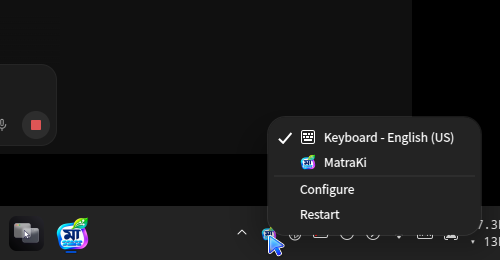 Keyboard - English (US)
MatraKi
Configure
Restart
মা
মা